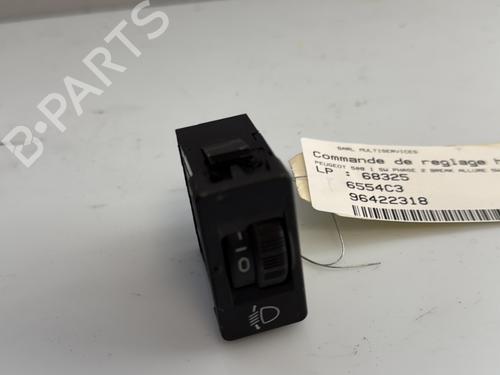 B-PARTS
SARL MULTISERVICES
Commande de reglage
PEUGEOT 508 1 SW PHASE 2 BREAK ALLURE SW
LP : 68325
6554C3
96422318
0